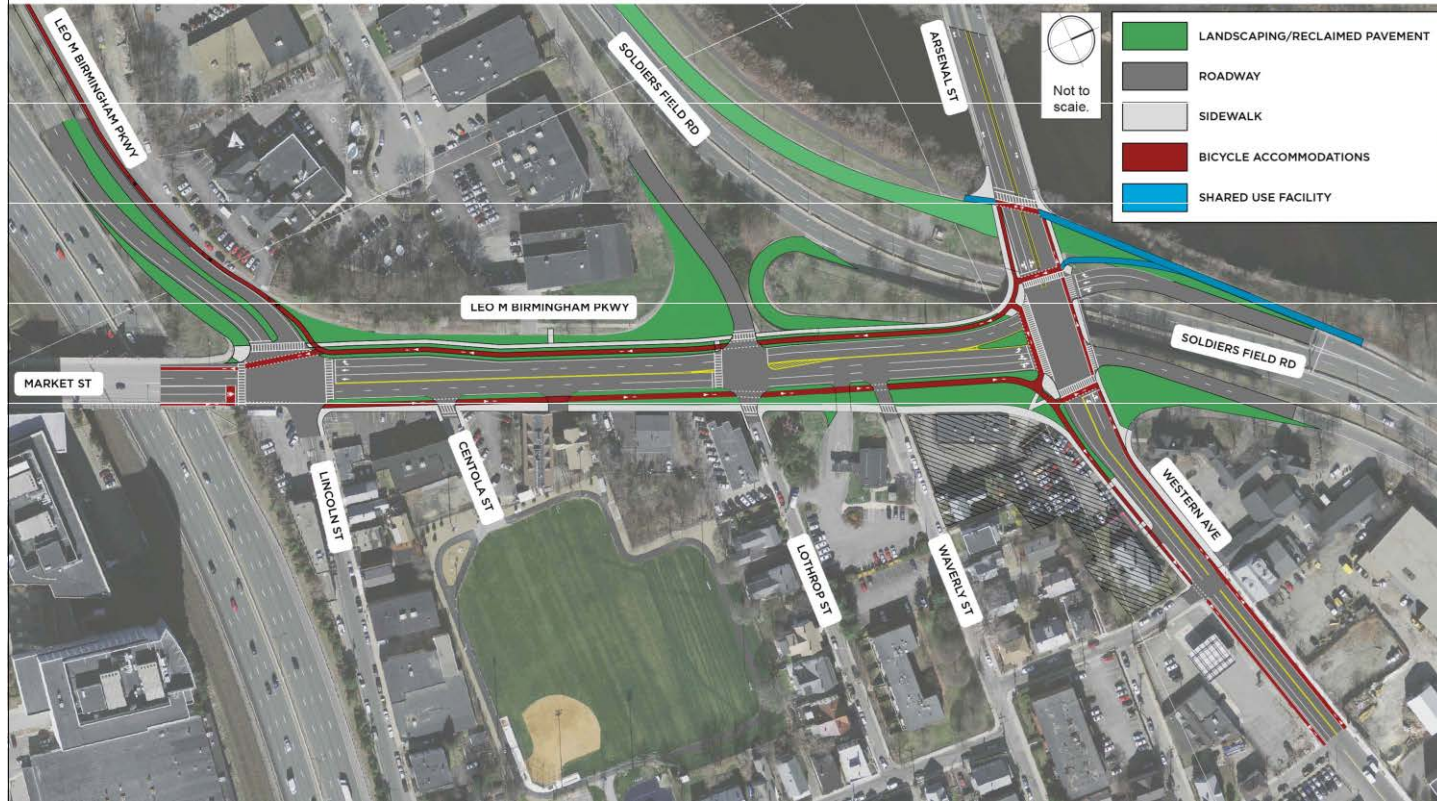 LEO M BIRMINGHAM PKWY
SOLDIERS FIELD RD
ARSENAL ST
Not to
scale.
LANDSCAPING/RECLAIMED PAVEMENT
ROADWAY
SIDEWALK
BICYCLE ACCOMMODATIONS
SHARED USE FACILITY
LEO M BIRMINGHAM PKWY
SOLDIERS FIELD RD
MARKET ST
LINCOLN ST
CENTOLA ST
LOTHROP ST
WAVERLY ST
WESTERN AVE